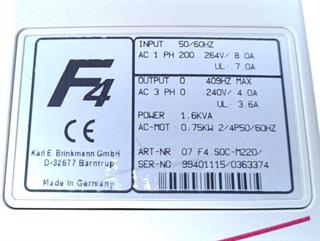 F4
CE
Karl E. Brinkmann GmbH
D-32677 Barntrup
Made in Germany
INPUT 50/60HZ
AC 1 PH 200. 264V/ 8.0A
UL: 7.0A
OUTPUT 0 409HZ MAX
AC 3 PH 0 240V/ 4.0A
UL: 3.6A
POWER 1.6KVA
AC-MOT 0.75KW 2/4P50/60HZ
ART-NR 07.F4.S0C-M220/
SER-NO 99401115/0363374